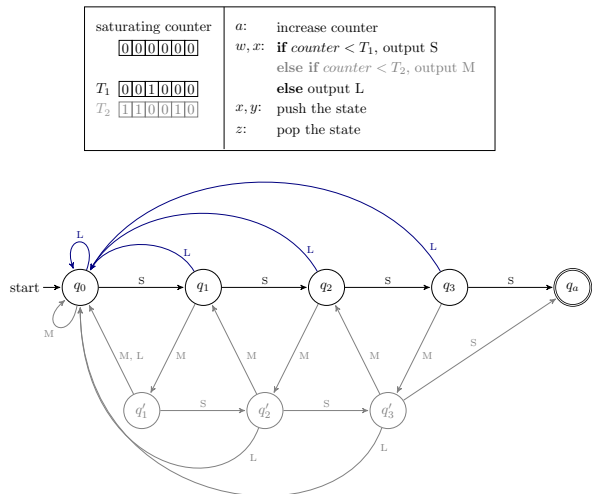 saturating counter
0 0 0 0 0 0
T1 0 0 1 0 0 0
T2 1 1 0 0 1 0
a: increase counter
w, x: if counter < T1, output S
else if counter < T2, output M
else output L
x, y: push the state
z: pop the state
L
L
L
L
start q0 S q1 S q2 S q3 S qa
M
M, L M M M M M S
q′1 S q′2 S q′3
L
L